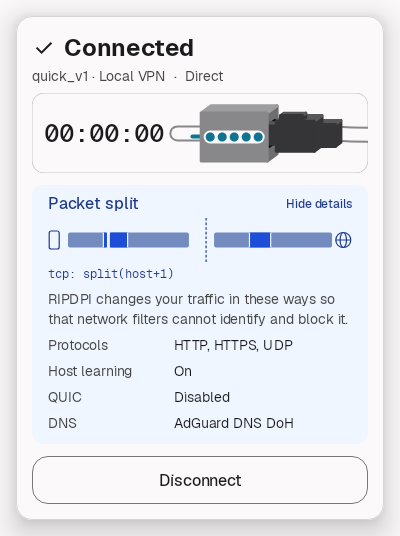 Connected
quick_v1 · Local VPN · Direct
00:00:00
Packet split
Hide details
tcp: split(host+1)
RIPDPI changes your traffic in these ways so
that network filters cannot identify and block it.
Protocols HTTP, HTTPS, UDP
Host learning On
QUIC Disabled
DNS AdGuard DNS DoH
Disconnect